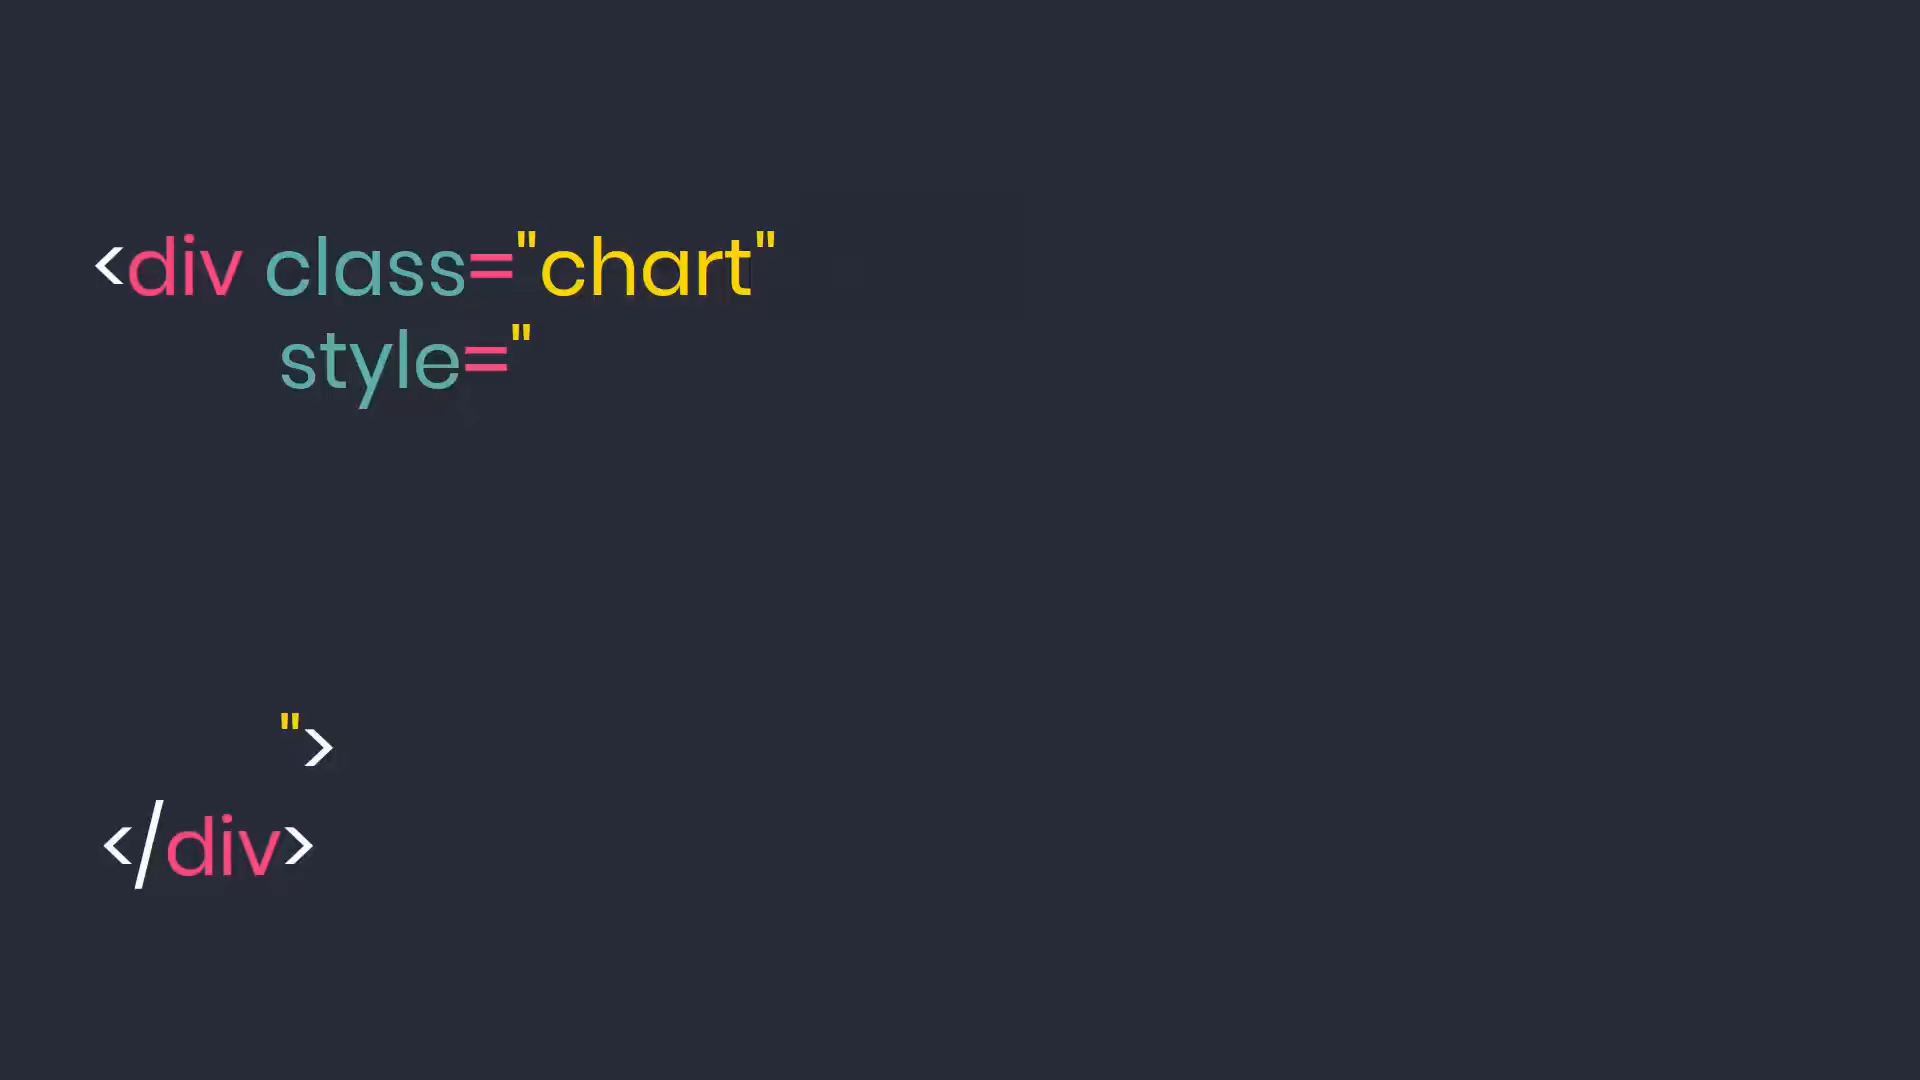 <div class="chart"
style="
">
</div>